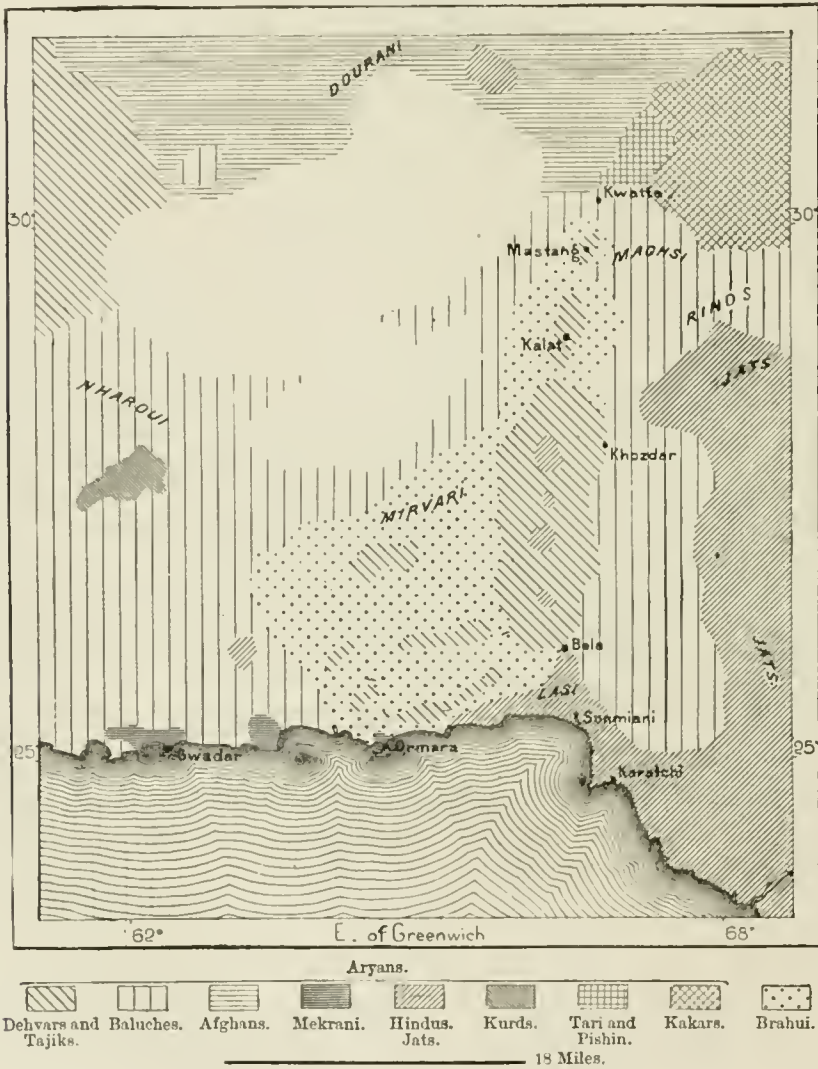 DOURANI
30°
30°
Kwatta
Mastang
MAGHSI
RINDS
Kalat
JATS
NHAROUI
Khozdar
MIRVARI
Bela
JATS
LASI
Sonmiani
25°
Gwadar
Ormara
25°
Karatchi
62°
E. of Greenwich
68°
Aryans.
Dehvars and Tajiks.
Baluches.
Afghans.
Mekrani.
Hindus. Jats.
Kurds.
Tari and Pishin.
Kakars.
Brahui.
18 Miles.